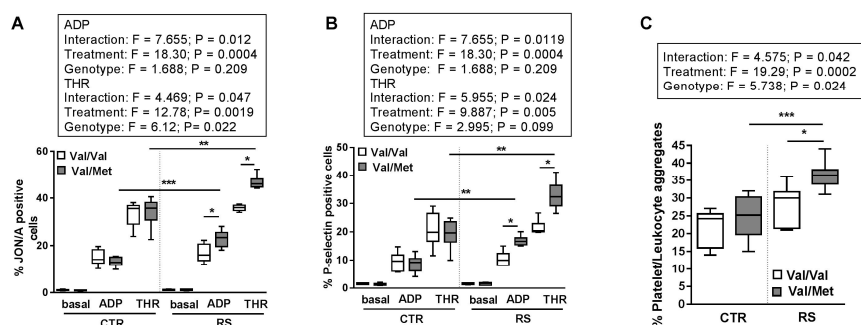 A
ADP
Interaction: F = 7.655; P = 0.012
Treatment: F = 18.30; P = 0.0004
Genotype: F = 1.688; P = 0.209
THR
Interaction: F = 4.469; P = 0.047
Treatment: F = 12.78; P = 0.0019
Genotype: F = 6.12; P= 0.022
% JON/A positive
cells
60
40
20
0
Val/Val
Val/Met
***
**
*
*
basal ADP THR basal ADP THR
CTR RS
B
ADP
Interaction: F = 7.655; P = 0.0119
Treatment: F = 18.30; P = 0.0004
Genotype: F = 1.688; P = 0.209
THR
Interaction: F = 5.955; P = 0.024
Treatment: F = 9.887; P = 0.005
Genotype: F = 2.995; P = 0.099
% P-selectin positive cells
50
40
30
20
10
0
Val/Val
Val/Met
**
**
*
*
basal ADP THR basal ADP THR
CTR RS
C
Interaction: F = 4.575; P = 0.042
Treatment: F = 19.29; P = 0.0002
Genotype: F = 5.738; P = 0.024
% Platelet/Leukocyte aggregates
45
40
35
30
25
20
15
10
5
0
***
*
Val/Val
Val/Met
CTR RS